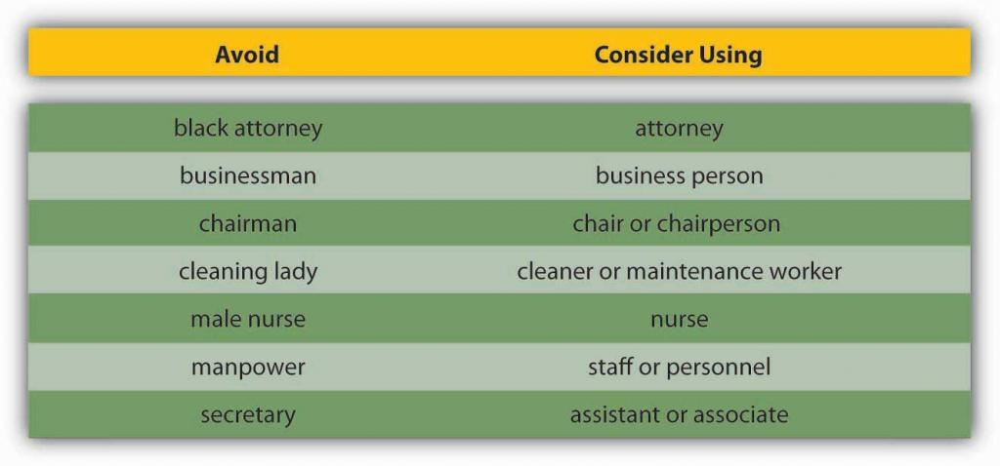 Avoid Consider Using
black attorney attorney
businessman business person
chairman chair or chairperson
cleaning lady cleaner or maintenance worker
male nurse nurse
manpower staff or personnel
secretary assistant or associate